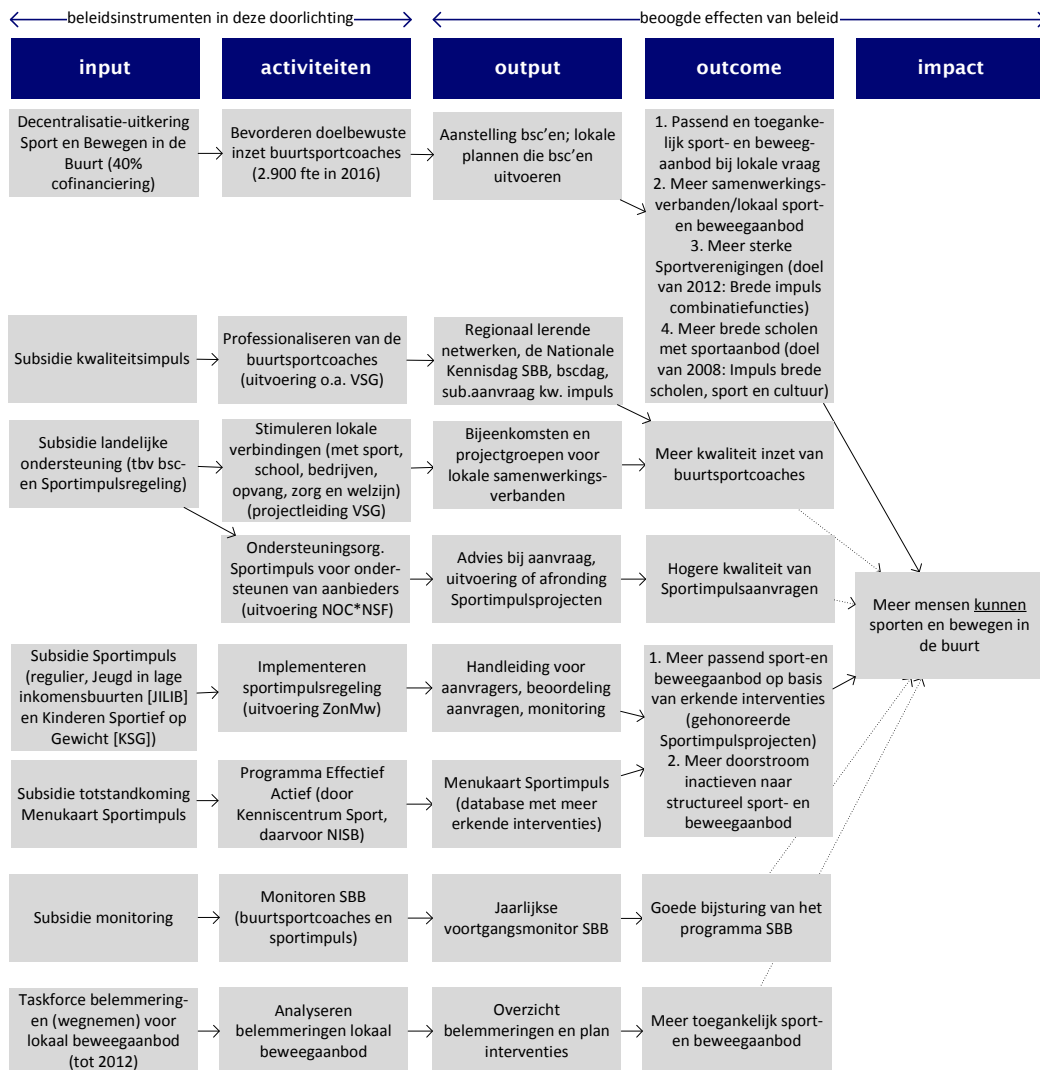 beleidsinstrumenten in deze doorlichting
beoogde effecten van beleid
input
activiteiten
output
outcome
impact
Decentralisatie-uitkering
Sport en Bewegen in de
Buurt (40%
cofinanciering)
Bevorderen doelbewuste
inzet buurtsportcoaches
(2.900 fte in 2016)
Aanstelling bsc'en; lokale
plannen die bsc'en
uitvoeren
1. Passend en toeganke-
lijk sport- en beweeg-
aanbod bij lokale vraag
2. Meer samenwerkings-
verbanden/lokaal sport-
en beweegaanbod
3. Meer sterke
Sportverenigingen (doel
van 2012: Brede impuls
combinatiefuncties)
4. Meer brede scholen
met sportaanbod (doel
van 2008: Impuls brede
scholen, sport en cultuur)
Subsidie kwaliteitsimpuls
Professionaliseren van de
buurtsportcoaches
(uitvoering o.a. VSG)
Regionaal lerende
netwerken, de Nationale
Kennisdag SBB, bscdag,
sub.aanvraag kw. impuls
Subsidie landelijke
ondersteuning (tbv bsc-
en Sportimpulsregeling)
Stimuleren lokale
verbindingen (met sport,
school, bedrijven,
opvang, zorg en welzijn)
(projectleiding VSG)
Bijeenkomsten en
projectgroepen voor
lokale samenwerkings-
verbanden
Meer kwaliteit inzet van
buurtsportcoaches
Ondersteuningsorg.
Sportimpuls voor onder-
steunen van aanbieders
(uitvoering NOC*NSF)
Advies bij aanvraag,
uitvoering of afronding
Sportimpulsprojecten
Hogere kwaliteit van
Sportimpulsaanvragen
Meer mensen kunnen
sporten en bewegen in
de buurt
Subsidie Sportimpuls
(regulier, Jeugd in lage
inkomensbuurten [JILIB]
en Kinderen Sportief op
Gewicht [KSG])
Implementeren
sportimpulsregeling
(uitvoering ZonMw)
Handleiding voor
aanvragers, beoordeling
aanvragen, monitoring
1. Meer passend sport-en
beweegaanbod op basis
van erkende interventies
(gehonoreerde
Sportimpulsprojecten)
2. Meer doorstroom
inactieven naar
structureel sport- en
beweegaanbod
Subsidie totstandkoming
Menukaart Sportimpuls
Programma Effectief
Actief (door
Kenniscentrum Sport,
daarvoor NISB)
Menukaart Sportimpuls
(database met meer
erkende interventies)
Subsidie monitoring
Monitoren SBB
(buurtsportcoaches en
sportimpuls)
Jaarlijkse
voortgangsmonitor SBB
Goede bijsturing van het
programma SBB
Taskforce belemmering-
en (wegnemen) voor
lokaal beweegaanbod
(tot 2012)
Analyseren
belemmeringen lokaal
beweegaanbod
Overzicht
belemmeringen en plan
interventies
Meer toegankelijk sport-
en beweegaanbod